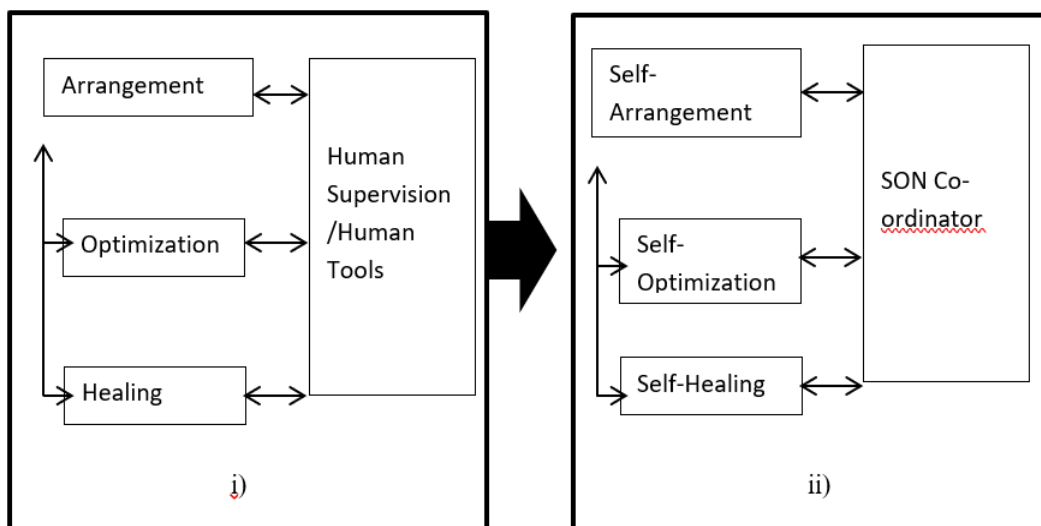 Arrangement
Human
Supervision
/Human
Tools
Optimization
Healing
i)
Self-
Arrangement
SON Co-
ordinator
Self-
Optimization
Self-Healing
ii)